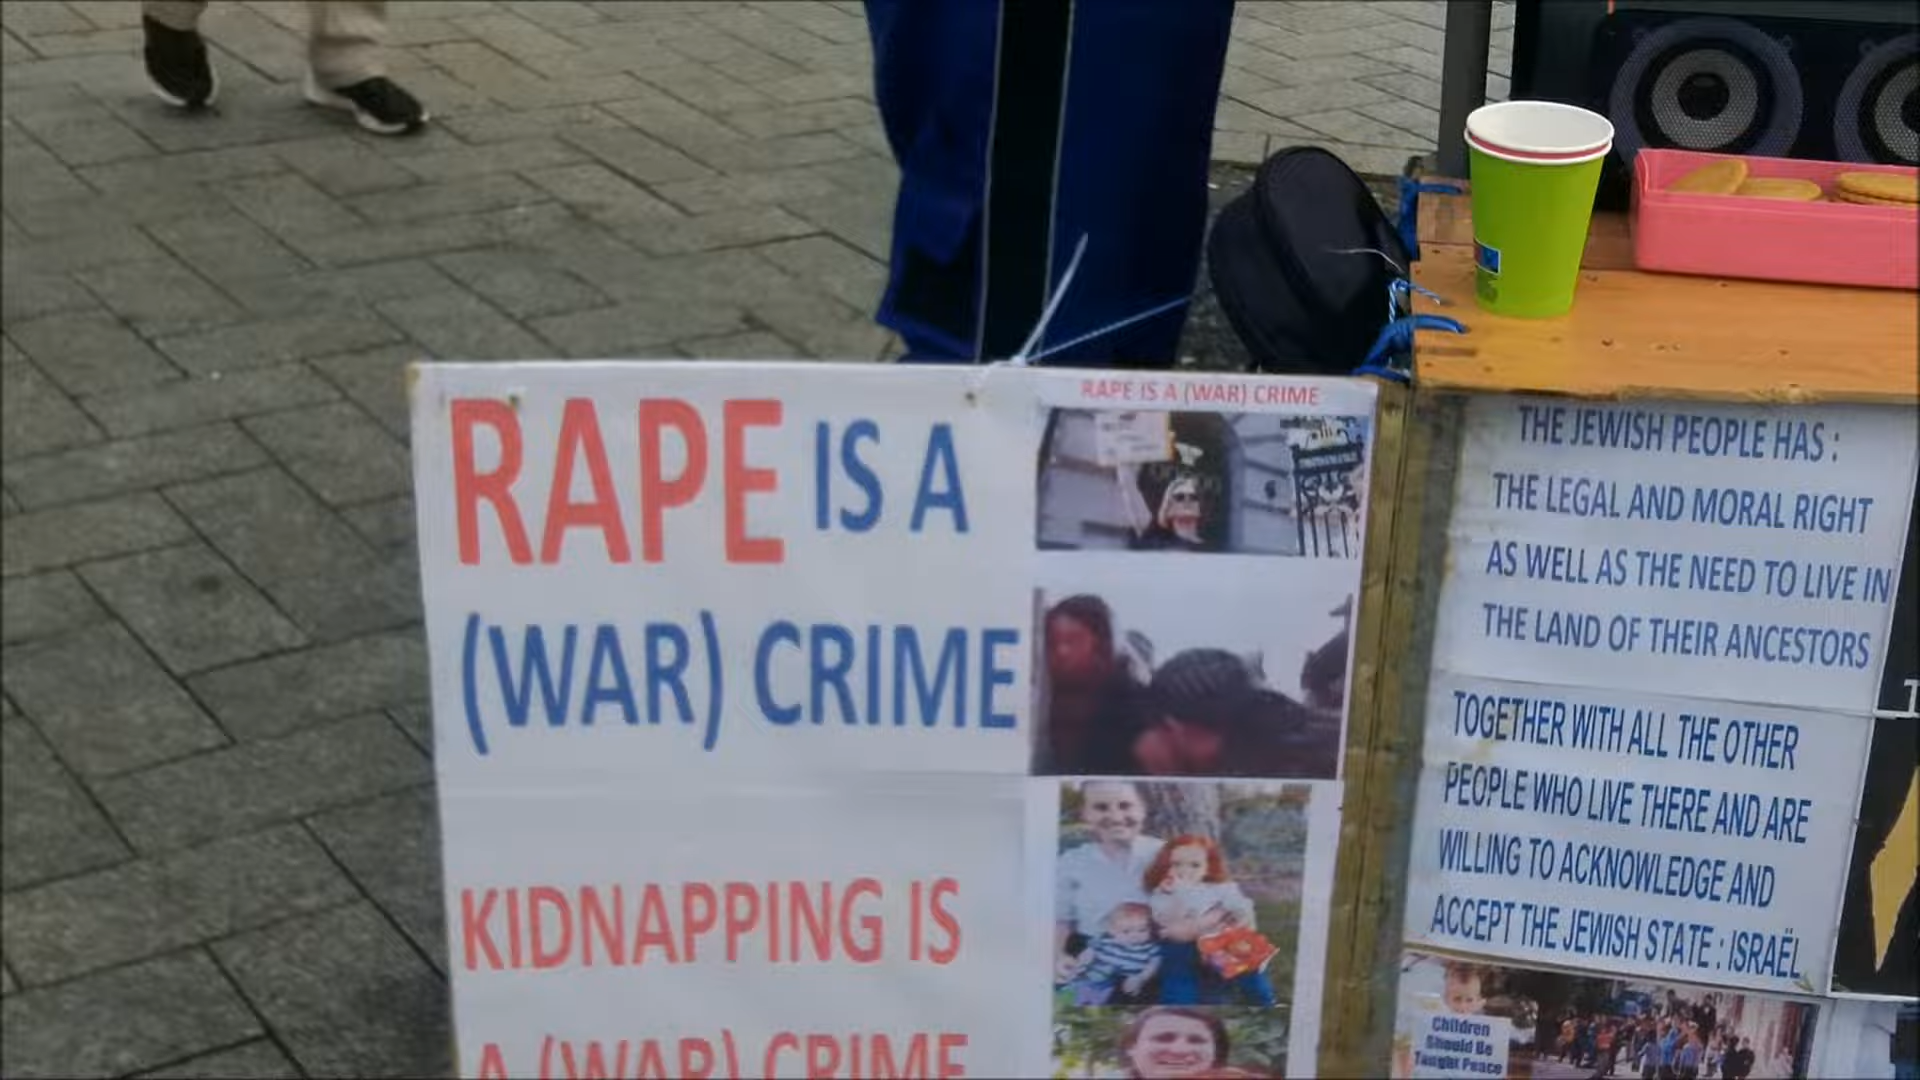 RAPE IS A
(WAR) CRIME
KIDNAPPING IS
A (WAR) CRIME
RAPE IS A (WAR) CRIME
THE JEWISH PEOPLE HAS :
THE LEGAL AND MORAL RIGHT
AS WELL AS THE NEED TO LIVE IN
THE LAND OF THEIR ANCESTORS
TOGETHER WITH ALL THE OTHER
PEOPLE WHO LIVE THERE AND ARE
WILLING TO ACKNOWLEDGE AND
ACCEPT THE JEWISH STATE : ISRAËL
Children
Should Be
Taught Peace